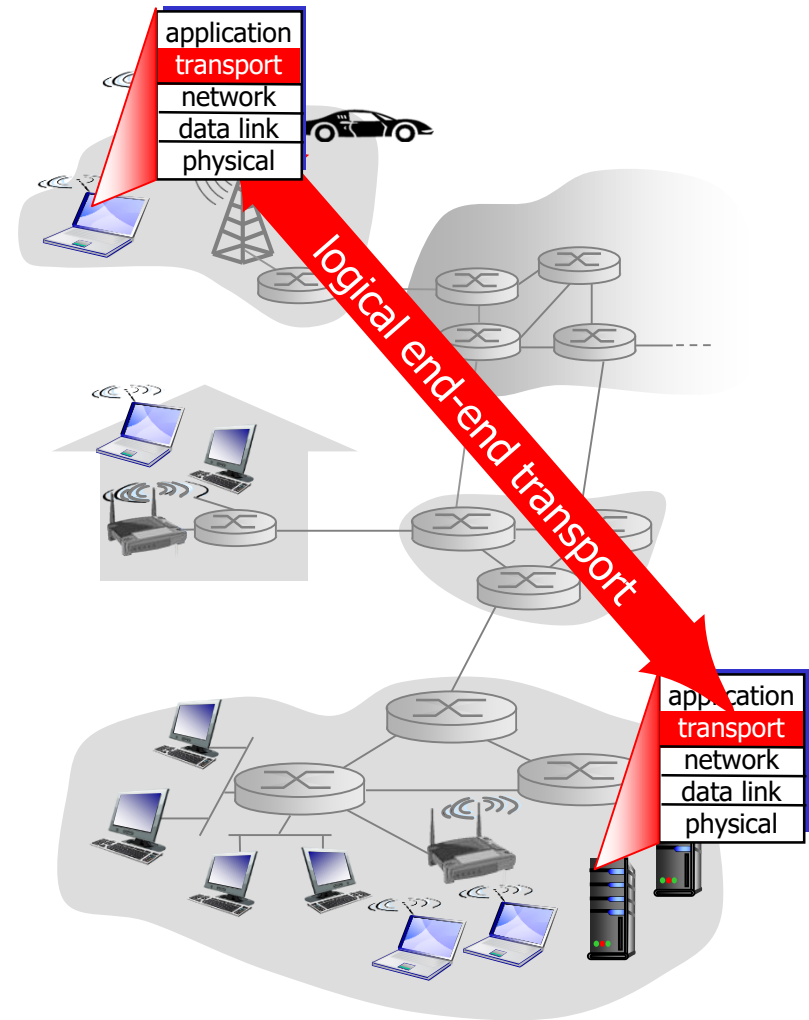 application
transport
network
data link
physical
logical end-end transport
application
transport
network
data link
physical